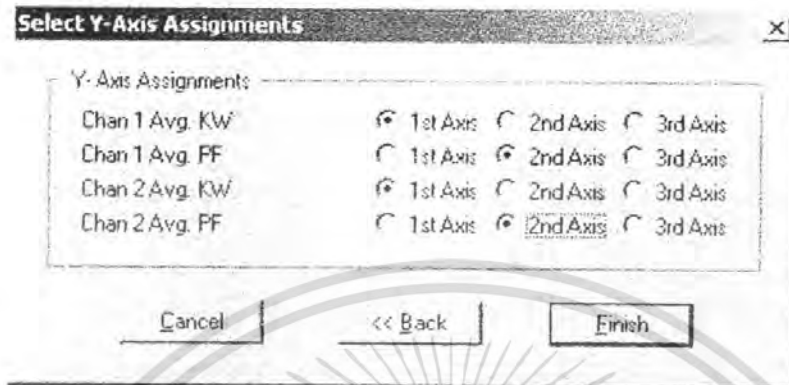 Select Y-Axis Assignments
Y-Axis Assignments
Chan 1 Avg. KW 1st Axis 2nd Axis 3rd Axis
Chan 1 Avg. PF 1st Axis 2nd Axis 3rd Axis
Chan 2 Avg. KW 1st Axis 2nd Axis 3rd Axis
Chan 2 Avg. PF 1st Axis 2nd Axis 3rd Axis
Cancel << Back Finish